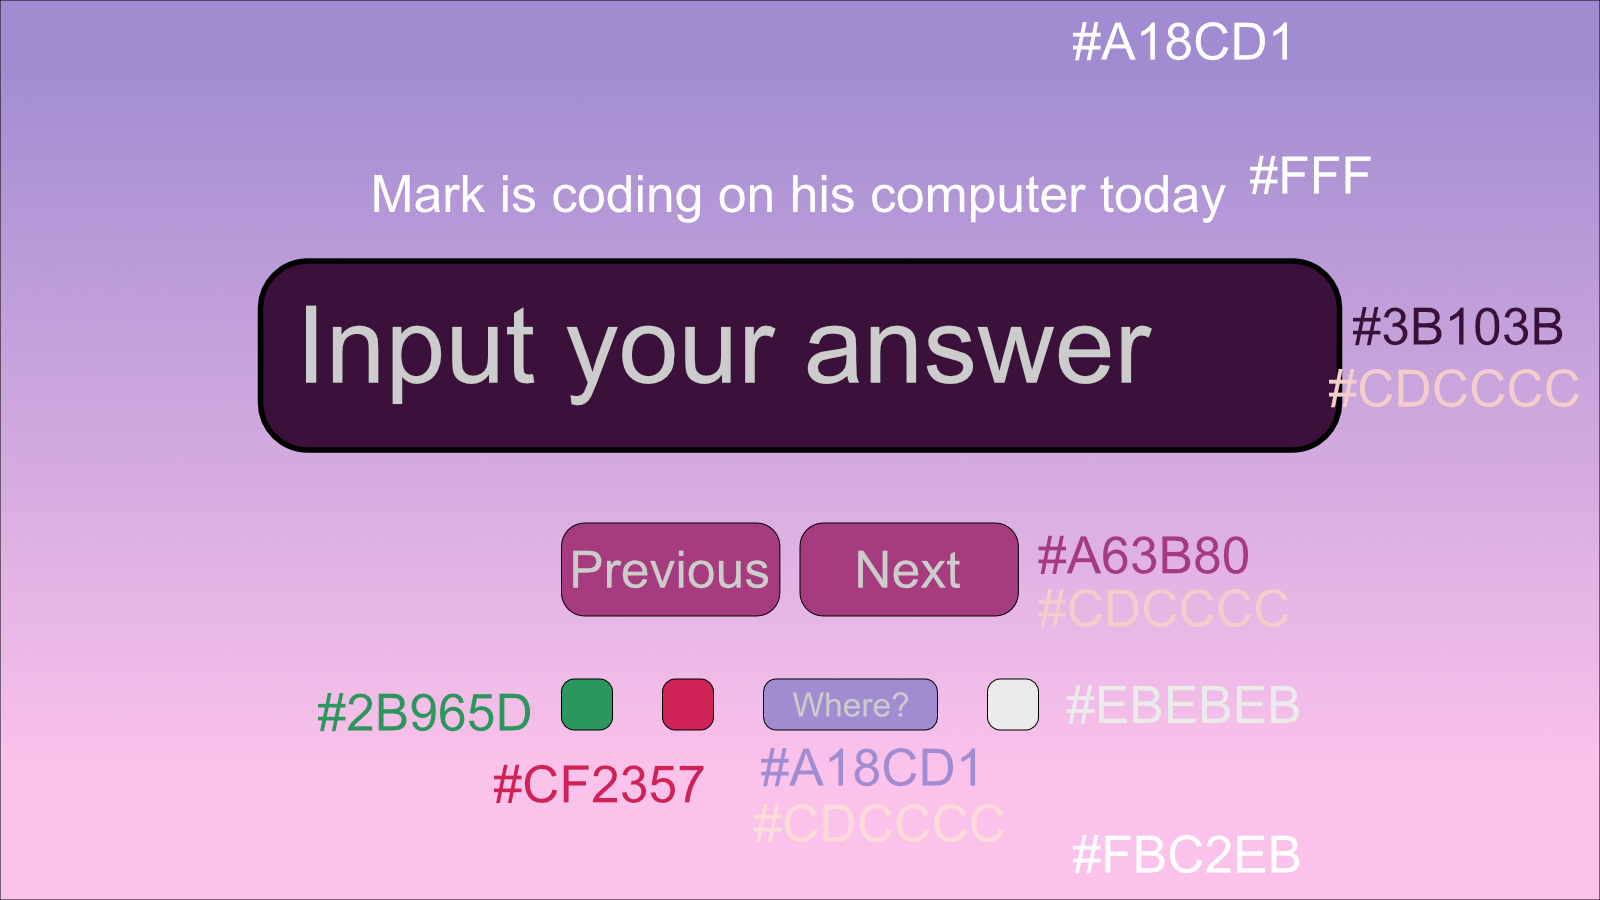 #A18CD1
Mark is coding on his computer today
#FFF
Input your answer
#3B103B
#CDCCCC
Previous
Next
#A63B80
#CDCCCC
#2B965D
Where?
#EBEBEB
#CF2357
#A18CD1
#CDCCCC
#FBC2EB